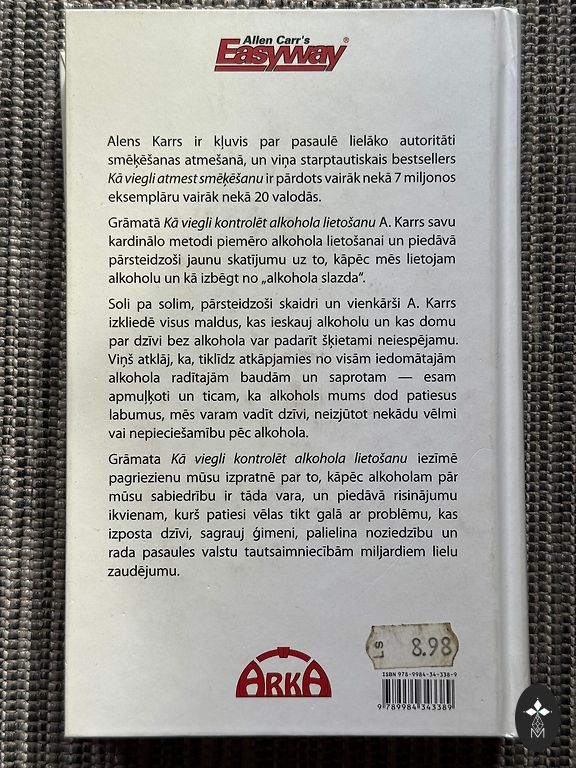 Allen Carr's
Easyway®
Alens Karrs ir kļuvis par pasaulē lielāko autoritāti
smēķēšanas atmešanā, un viņa starptautiskais bestsellers
Kā viegli atmest smēķēšanu ir pārdots vairāk nekā 7 miljonos
eksemplāru vairāk nekā 20 valodās.
Grāmatā Kā viegli kontrolēt alkohola lietošanu A. Karrs savu
kardinālo metodi piemēro alkohola lietošanai un piedāvā
pārsteidzoši jaunu skatījumu uz to, kāpēc mēs lietojam
alkoholu un kā izbēgt no „alkohola slazda“.
Soli pa solim, pārsteidzoši skaidri un vienkārši A. Karrs
izkliedē visus maldus, kas ieskauj alkoholu un kas domu
par dzīvi bez alkohola var padarīt šķietami neiespējamu.
Viņš atklāj, ka, tiklīdz atkāpjamies no visām iedomātajām
alkohola radītajām baudām un saprotam — esam
apmuļķoti un ticam, ka alkohols mums dod patiesus
labumus, mēs varam vadīt dzīvi, neizjūtot nekādu vēlmi
vai nepieciešamību pēc alkohola.
Grāmata Kā viegli kontrolēt alkohola lietošanu iezīmē
pagriezienu mūsu izpratnē par to, kāpēc alkoholam pār
mūsu sabiedrību ir tāda vara, un piedāvā risinājumu
ikvienam, kurš patiesi vēlas tikt galā ar problēmu, kas
izposta dzīvi, sagrauj ģimeni, palielina noziedzību un
rada pasaules valstu tautsaimniecībām miljardiem lielu
zaudējumu.
Ls 8.98
ARKA
ISBN 978-9984-34-338-9
9 789984 343389
M